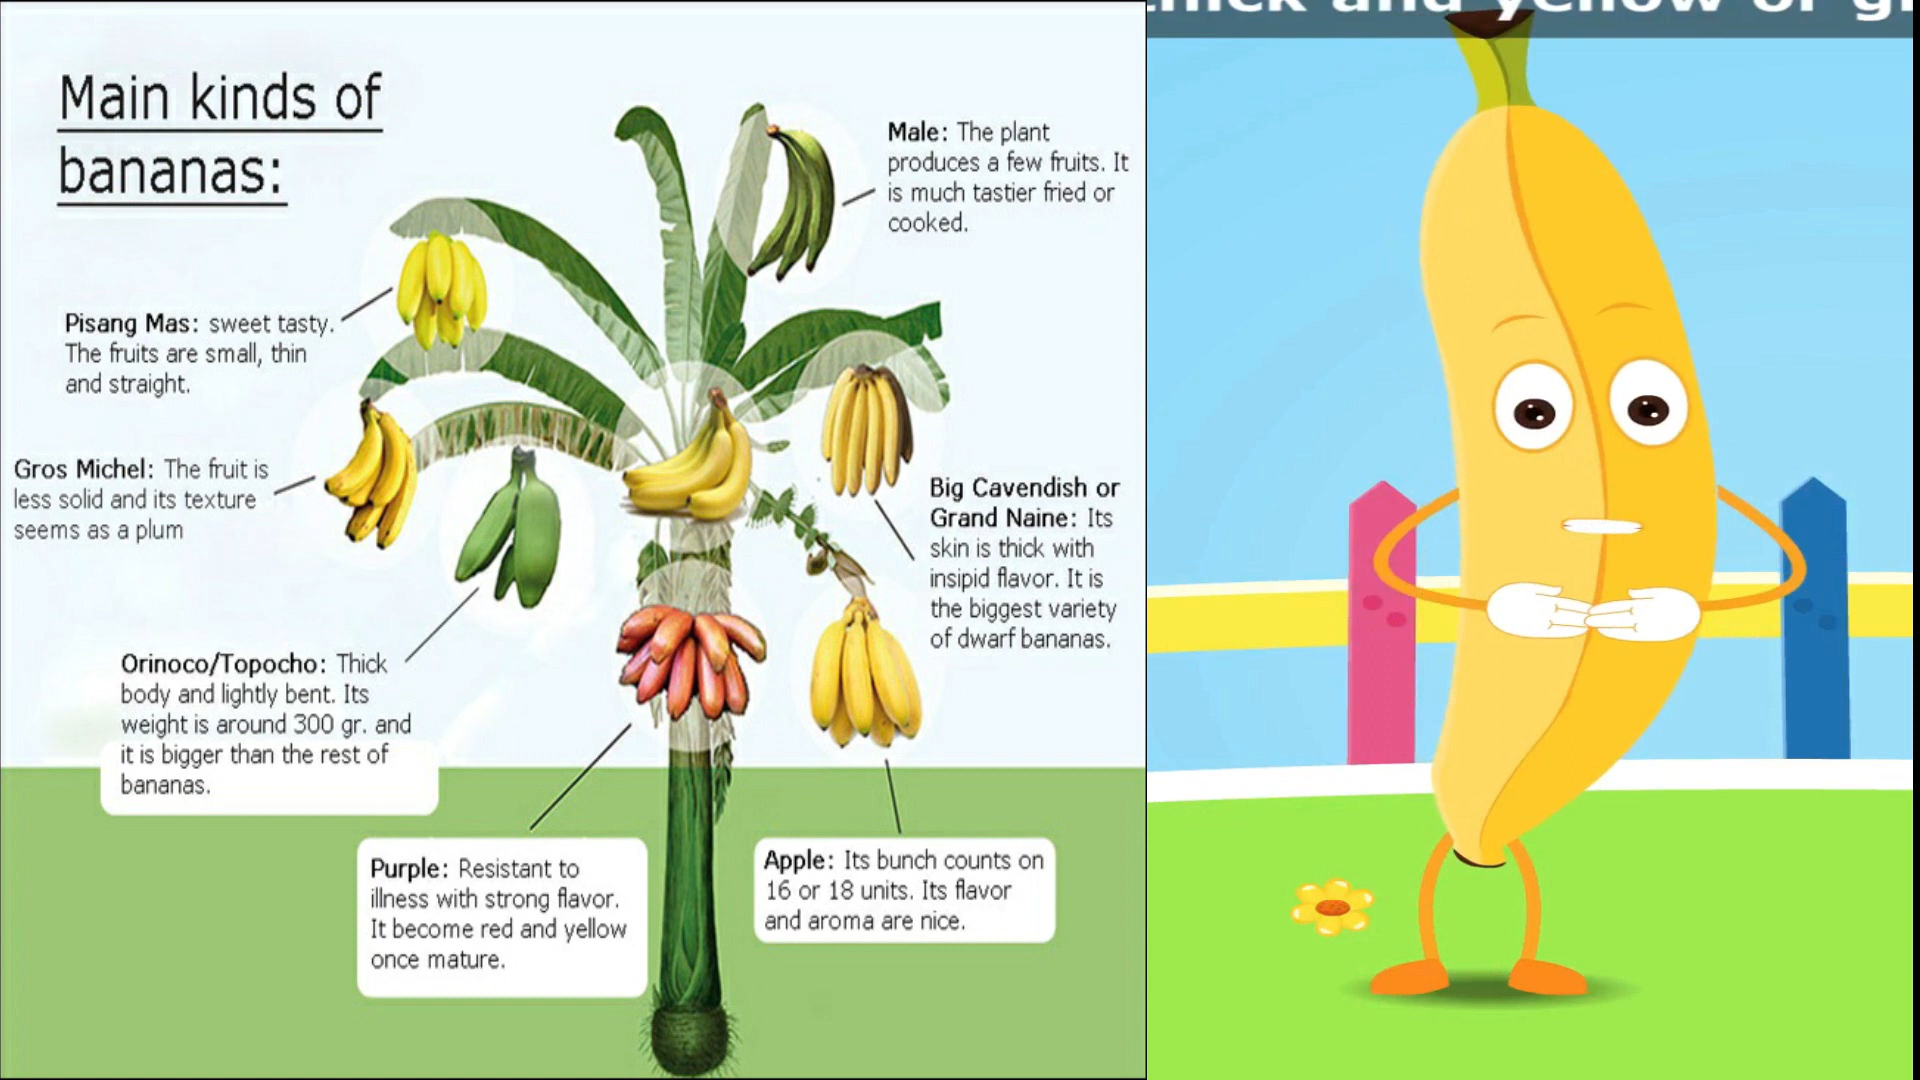 Main kinds of
bananas:
Male: The plant
produces a few fruits. It
is much tastier fried or
cooked.
Pisang Mas: sweet tasty.
The fruits are small, thin
and straight.
Gros Michel: The fruit is
less solid and its texture
seems as a plum
Big Cavendish or
Grand Naine: Its
skin is thick with
insipid flavor. It is
the biggest variety
of dwarf bananas.
Orinoco/Topocho: Thick
body and lightly bent. Its
weight is around 300 gr. and
it is bigger than the rest of
bananas.
Purple: Resistant to
illness with strong flavor.
It become red and yellow
once mature.
Apple: Its bunch counts on
16 or 18 units. Its flavor
and aroma are nice.
and yellow or